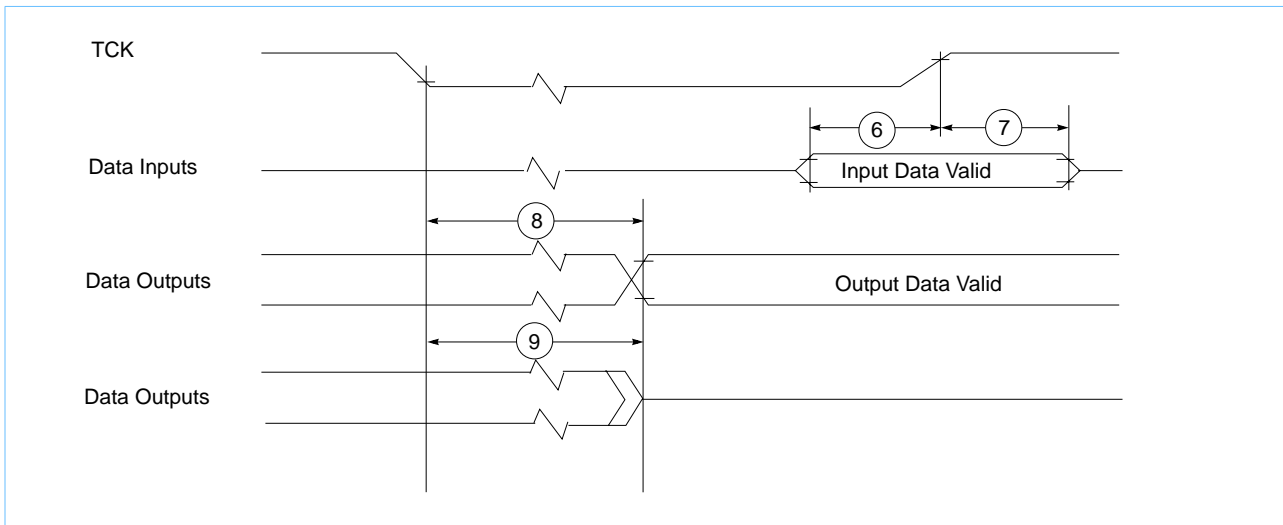 TCK
6
7
Data Inputs
Input Data Valid
8
Data Outputs
Output Data Valid
9
Data Outputs